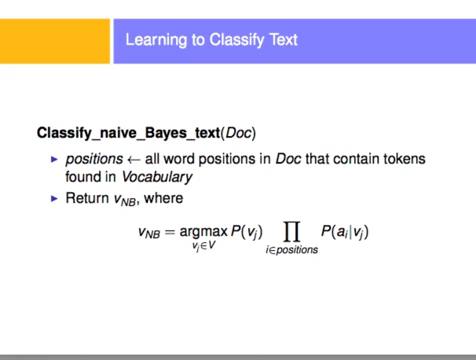 Learning to Classify Text
Classify_naive_Bayes_text(Doc)
▶ positions ← all word positions in Doc that contain tokens
found in Vocabulary
▶ Return v_NB, where
v_NB = argmax P(v_j) ∏ P(a_i|v_j)
v_j∈V i∈positions